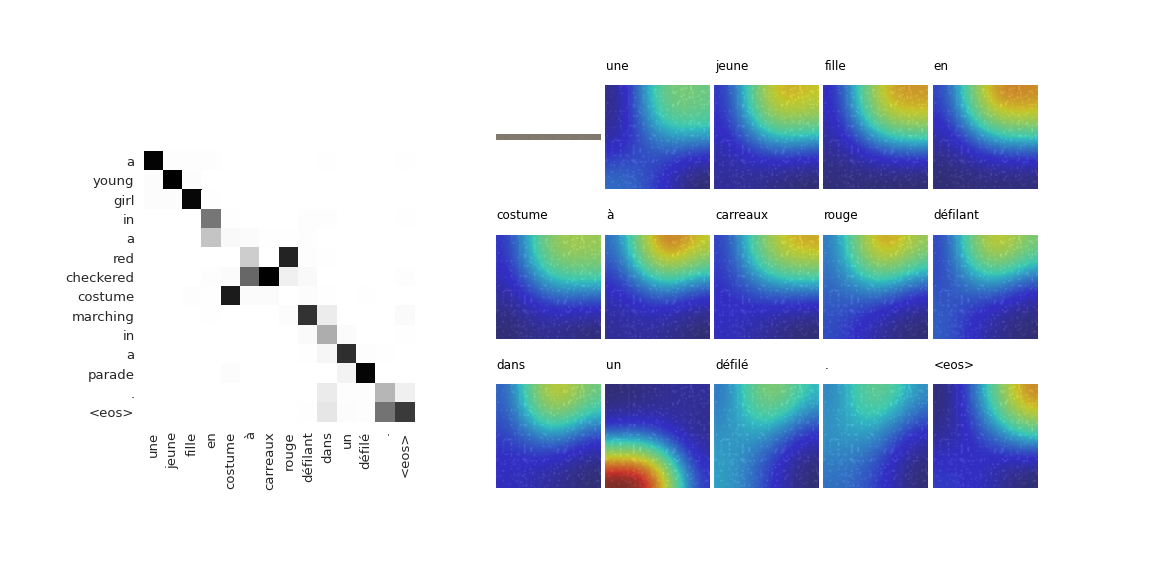 a
young
girl
in
a
red
checkered
costume
marching
in
a
parade
.
<eos>
une
jeune
fille
en
costume
à
carreaux
rouge
défilant
dans
un
défilé
.
<eos>
une jeune fille en
costume à carreaux rouge défilant
dans un défilé . <eos>